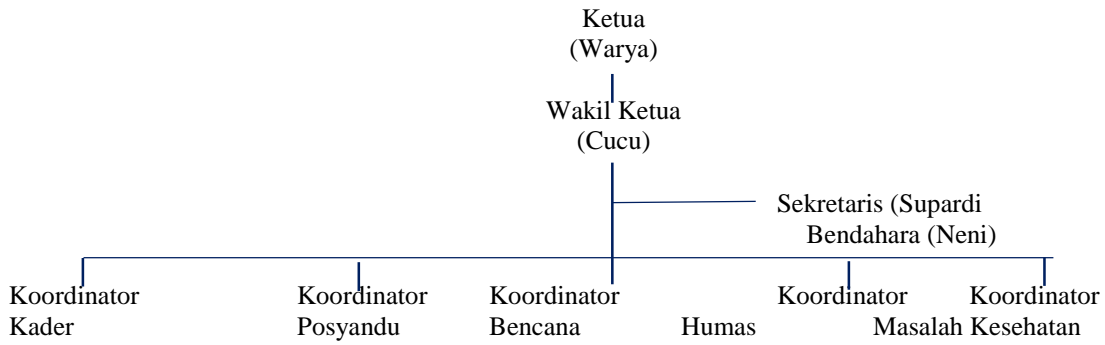 Ketua
(Warya)
Wakil Ketua
(Cucu)
Sekretaris (Supardi
Bendahara (Neni)
Koordinator Koordinator Koordinator Koordinator Koordinator
Kader Posyandu Bencana Humas Masalah Kesehatan